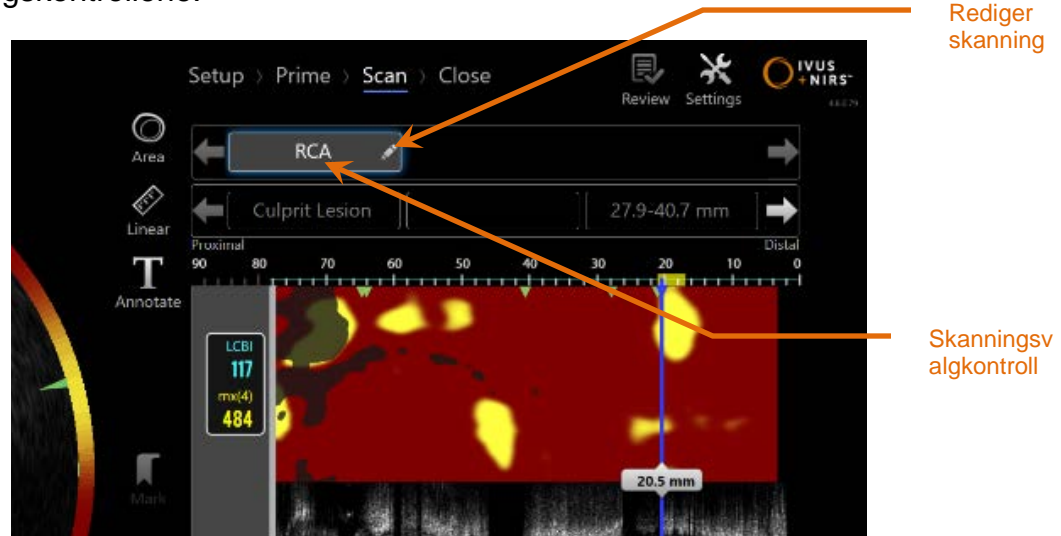 gskontrollene.
Rediger
skanning
Setup > Prime > Scan > Close
Review
Settings
IVUS
+NIRS
Area
RCA
Linear
Culprit Lesion
27.9-40.7 mm
Proximal
Distal
90 80 70 60 50 40 30 20 10 0
T
Annotate
LCBI
117
mx(4)
484
Skanningsv
algkontroll
20.5 mm
Mark